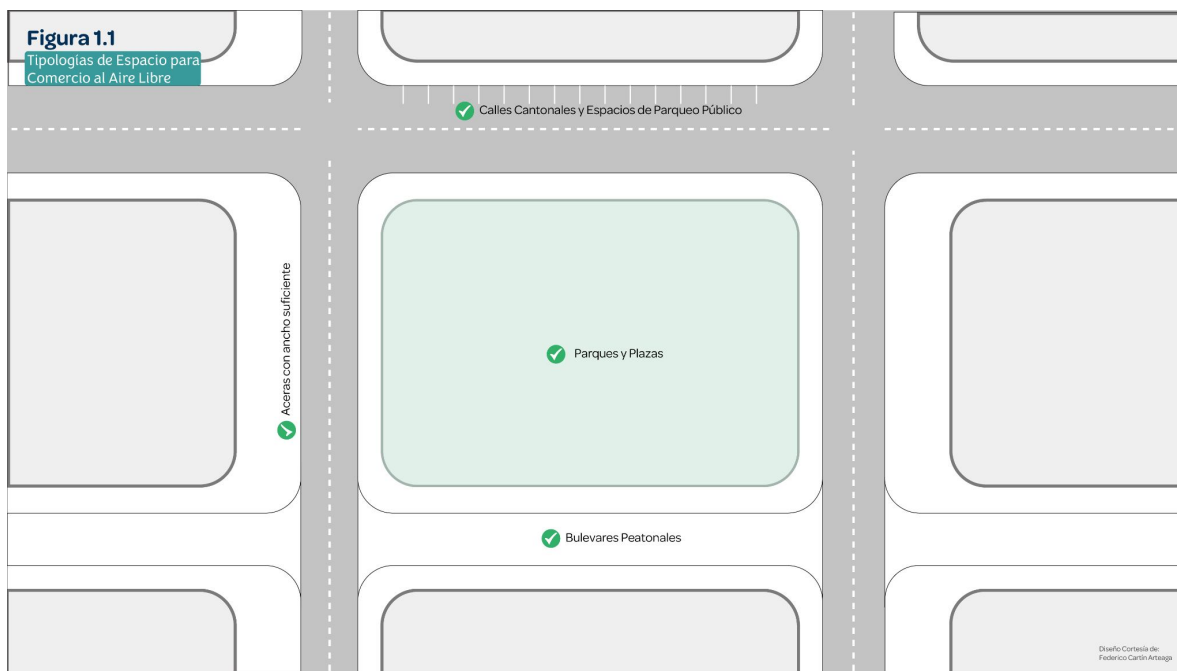 Figura 1.1
Tipologías de Espacio para
Comercio al Aire Libre
Calles Cantonales y Espacios de Parqueo Público
Aceras con ancho suficiente
Parques y Plazas
Bulevares Peatonales
Diseño Cortesía de:
Federico Cartín Arteaga